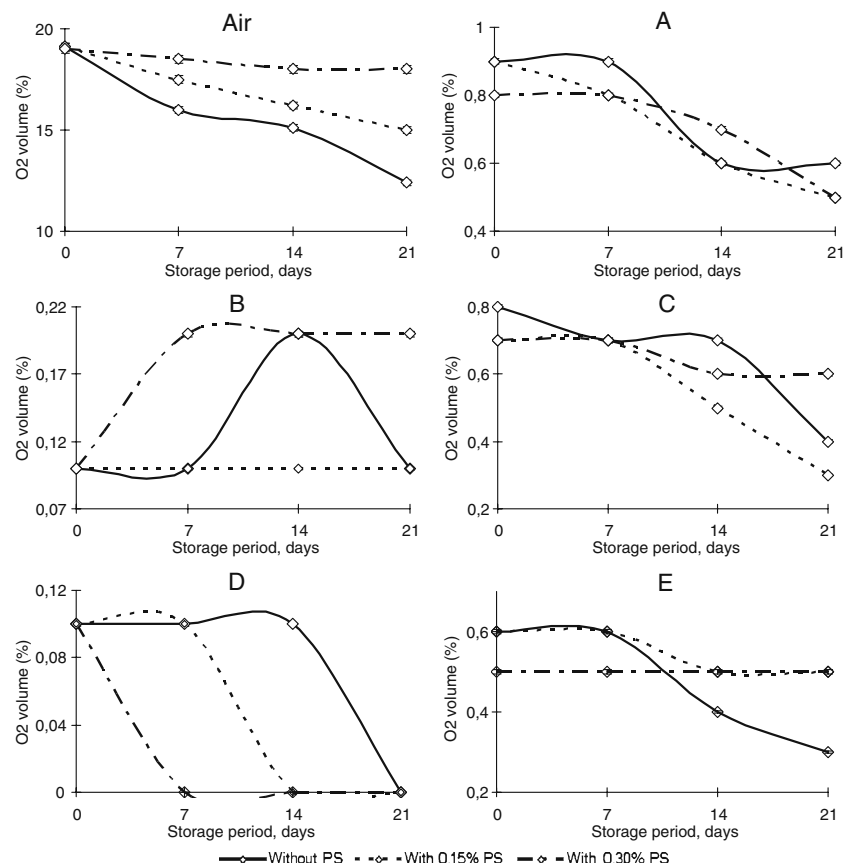 Air
20
15
10
O2 volume (%)
0 7 14 21
Storage period, days
A
1
0,8
0,6
0,4
O2 volume (%)
0 7 14 21
Storage period, days
B
0,22
0,17
0,12
0,07
O2 volume (%)
0 7 14 21
Storage period, days
C
0,8
0,6
0,4
0,2
O2 volume (%)
0 7 14 21
Storage period, days
D
0,12
0,08
0,04
0
O2 volume (%)
0 7 14 21
Storage period, days
E
0,6
0,4
0,2
O2 volume (%)
0 7 14 21
Storage period, days
Without PS With 0.15% PS With 0.30% PS